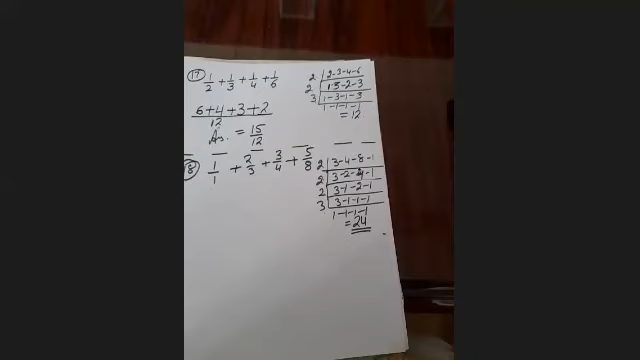 17 1/2 + 1/3 + 1/4 + 1/6
2 | 2-3-4-6
2 | 1-3-2-3
3 | 1-3-1-3
1-1-1-1
= 12
6+4+3+2
12
Ans. = 15/12
18 1/1 + 2/3 + 3/4 + 5/8
2 | 3-4-8-1
2 | 3-2-4-1
2 | 3-1-2-1
3 | 3-1-1-1
1-1-1-1
= 24